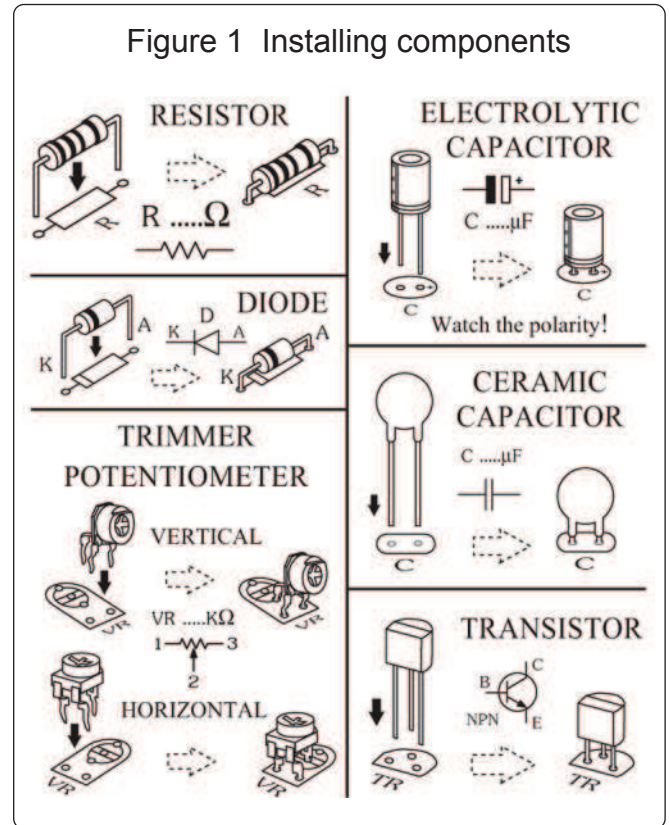 Figure 1 Installing components
RESISTOR
R
R .....Ω
R
DIODE
A
K
D
K
A
A
K
TRIMMER
POTENTIOMETER
VERTICAL
VR
VR .....KΩ
VR
1
3
2
HORIZONTAL
VR
VR
ELECTROLYTIC
CAPACITOR
+
C .....µF
+
C
+
C
Watch the polarity!
CERAMIC
CAPACITOR
C .....µF
C
C
TRANSISTOR
C
B
NPN
E
TR
TR